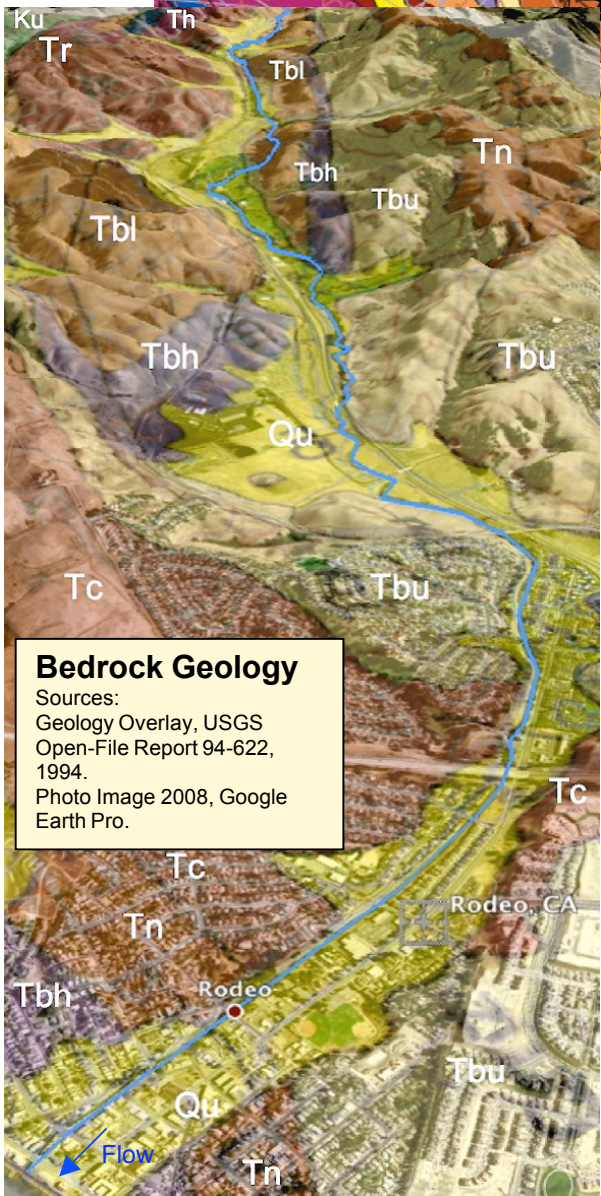 Ku
Th
Tr
Tbl
Tn
Tbh
Tbu
Tbl
Tbh
Tbu
Qu
Tc
Tbu
Bedrock Geology
Sources:
Geology Overlay, USGS
Open-File Report 94-622,
1994.
Photo Image 2008, Google
Earth Pro.
Tc
Tc
Rodeo, CA
Tn
Rodeo
Tbh
Tbu
Qu
Flow
Tn